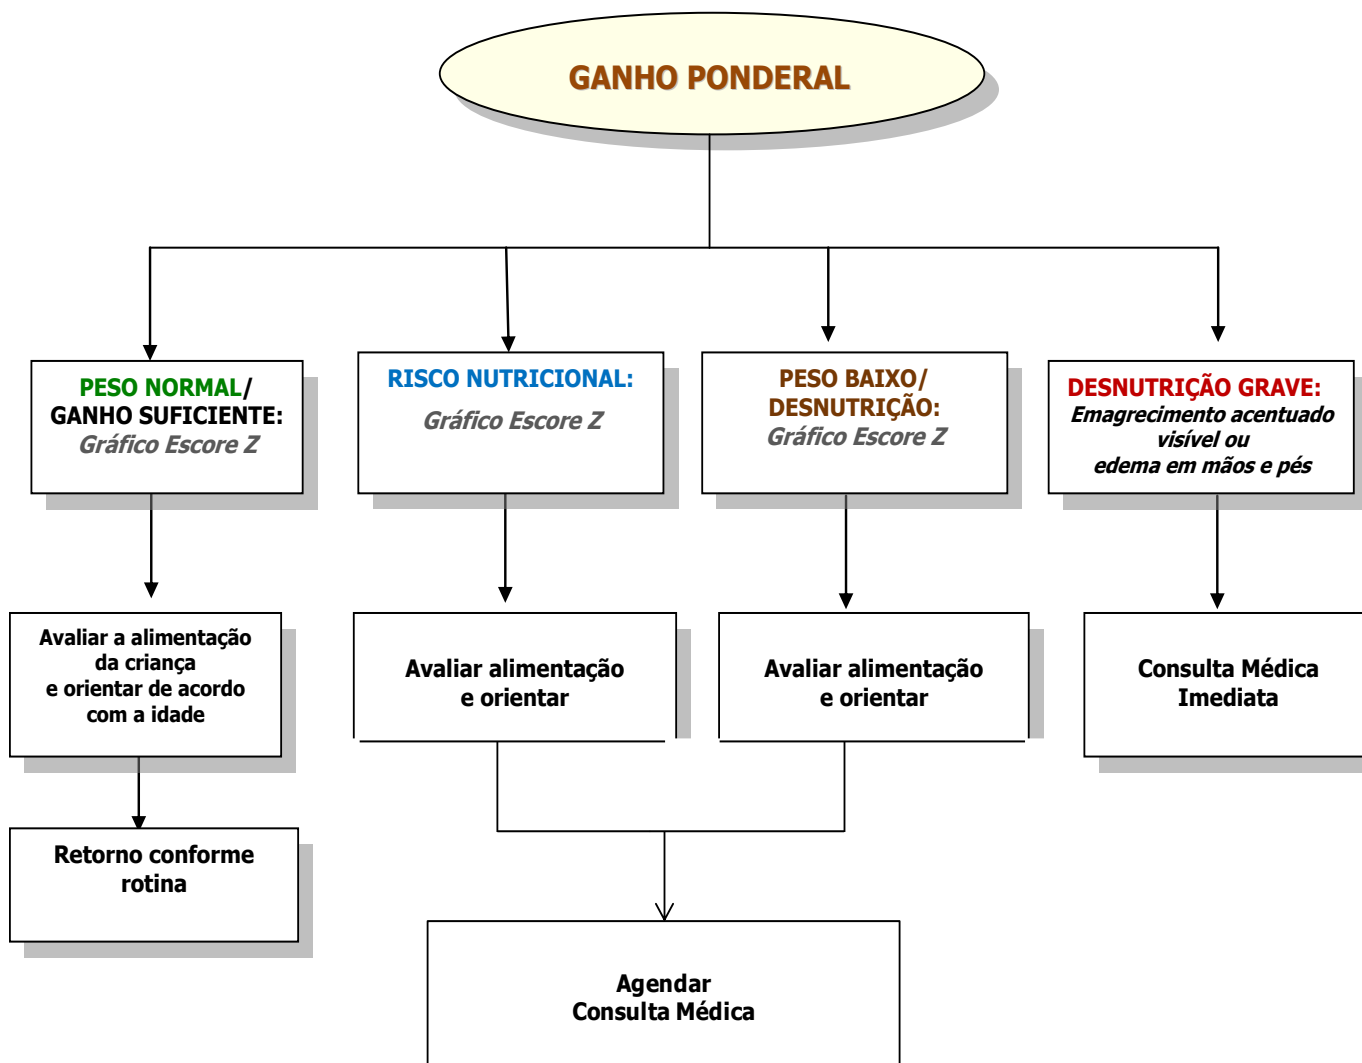 GANHO PONDERAL
PESO NORMAL/
GANHO SUFICIENTE:
Gráfico Escore Z
RISCO NUTRICIONAL:
Gráfico Escore Z
PESO BAIXO/
DESNUTRIÇÃO:
Gráfico Escore Z
DESNUTRIÇÃO GRAVE:
Emagrecimento acentuado
visível ou
edema em mãos e pés
Avaliar a alimentação
da criança
e orientar de acordo
com a idade
Avaliar alimentação
e orientar
Avaliar alimentação
e orientar
Consulta Médica
Imediata
Retorno conforme
rotina
Agendar
Consulta Médica